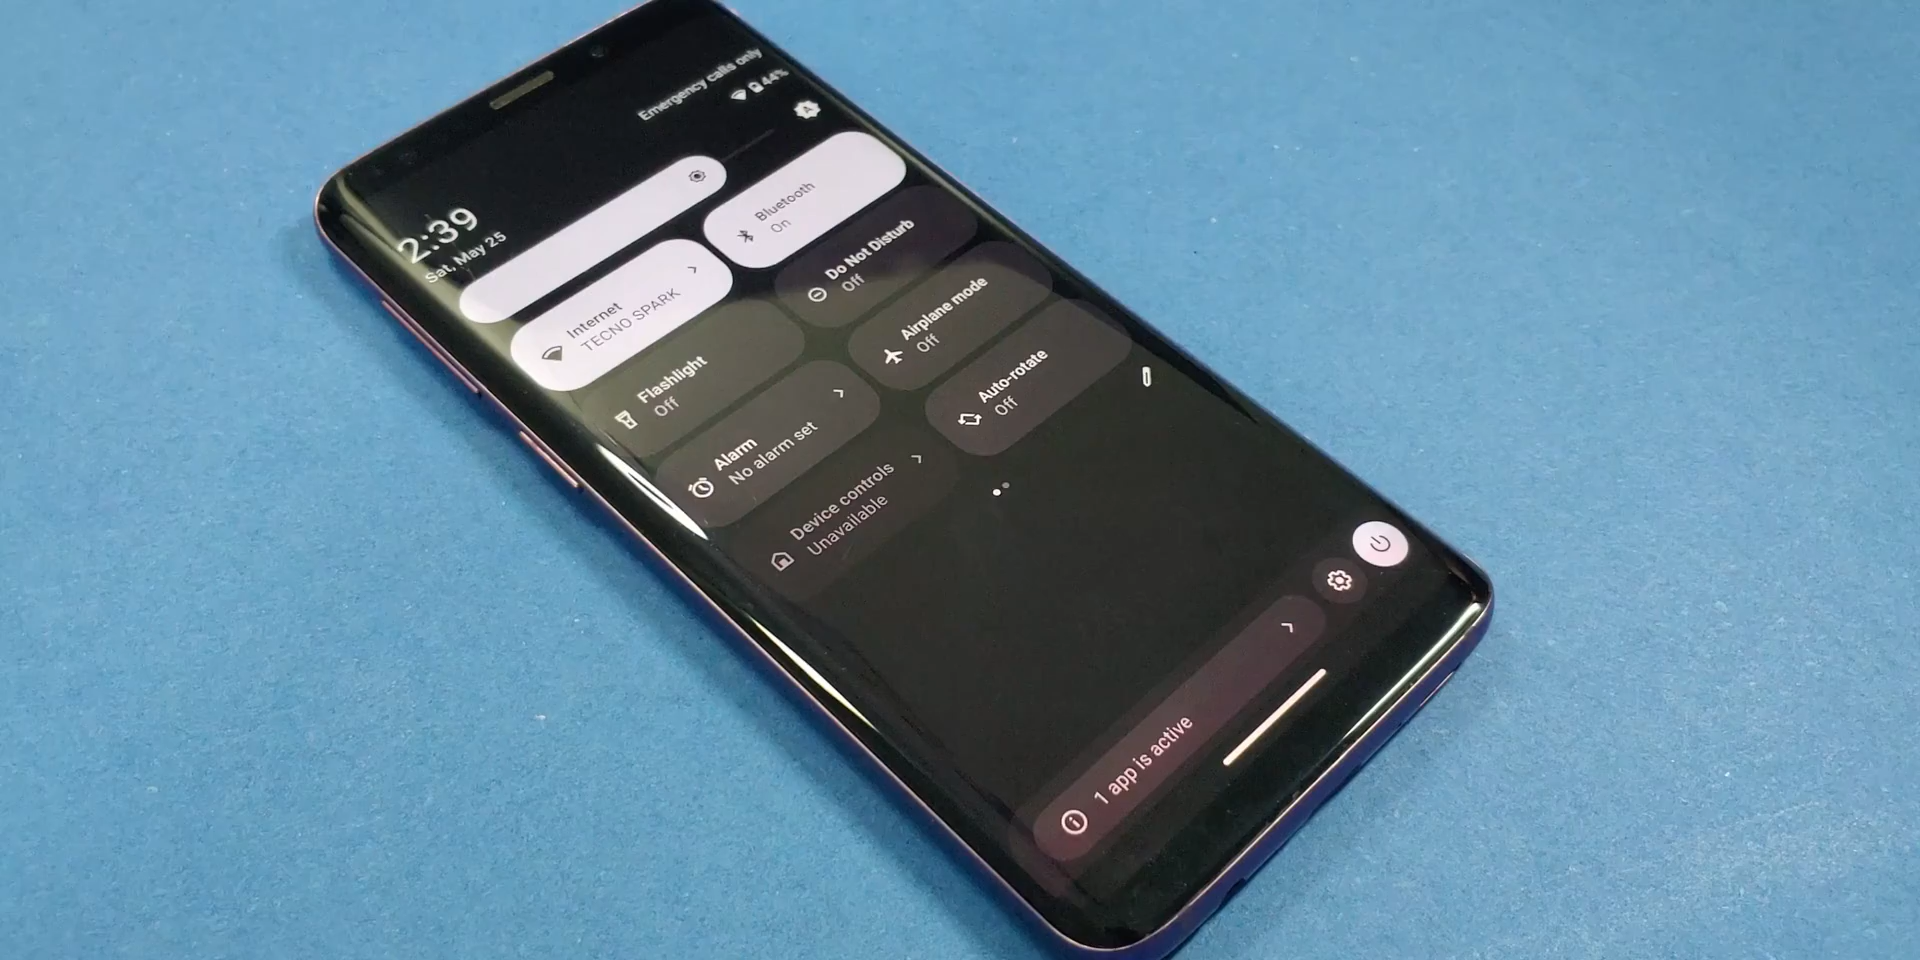 Emergency calls only
44%
2:39
Sat, May 25
Internet
TECNO SPARK
Bluetooth
On
Flashlight
Off
Do Not Disturb
Off
Alarm
No alarm set
Airplane mode
Off
Device controls
Unavailable
Auto-rotate
Off
1 app is active